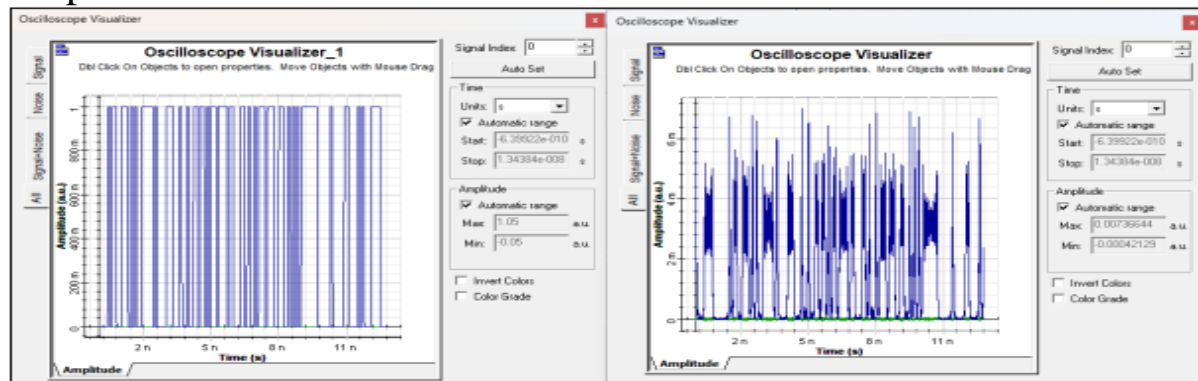 Oscilloscope Visualizer
Oscilloscope Visualizer_1
Dbl Click On Objects to open properties. Move Objects with Mouse Drag
Signal
Noise
Signal+Noise
All
Amplitude (a.u.)
1
800 m
600 m
400 m
200 m
0
2 n
5 n
8 n
11 n
Time (s)
Amplitude
Signal Index: 0
Auto Set
Time
Units: s
Automatic range
Start: -6.39922e-010 s
Stop: 1.34384e-008 s
Amplitude
Automatic range
Max: 1.05 a.u.
Min: -0.05 a.u.
Invert Colors
Color Grade
Oscilloscope Visualizer
Oscilloscope Visualizer
Dbl Click On Objects to open properties. Move Objects with Mouse Drag
Signal
Noise
Signal+Noise
All
Amplitude (a.u.)
6 m
4 m
2 m
0
2 n
5 n
8 n
11 n
Time (s)
Amplitude
Signal Index: 0
Auto Set
Time
Units: s
Automatic range
Start: -6.39922e-010 s
Stop: 1.34384e-008 s
Amplitude
Automatic range
Max: 0.00736644 a.u.
Min: -0.00042129 a.u.
Invert Colors
Color Grade